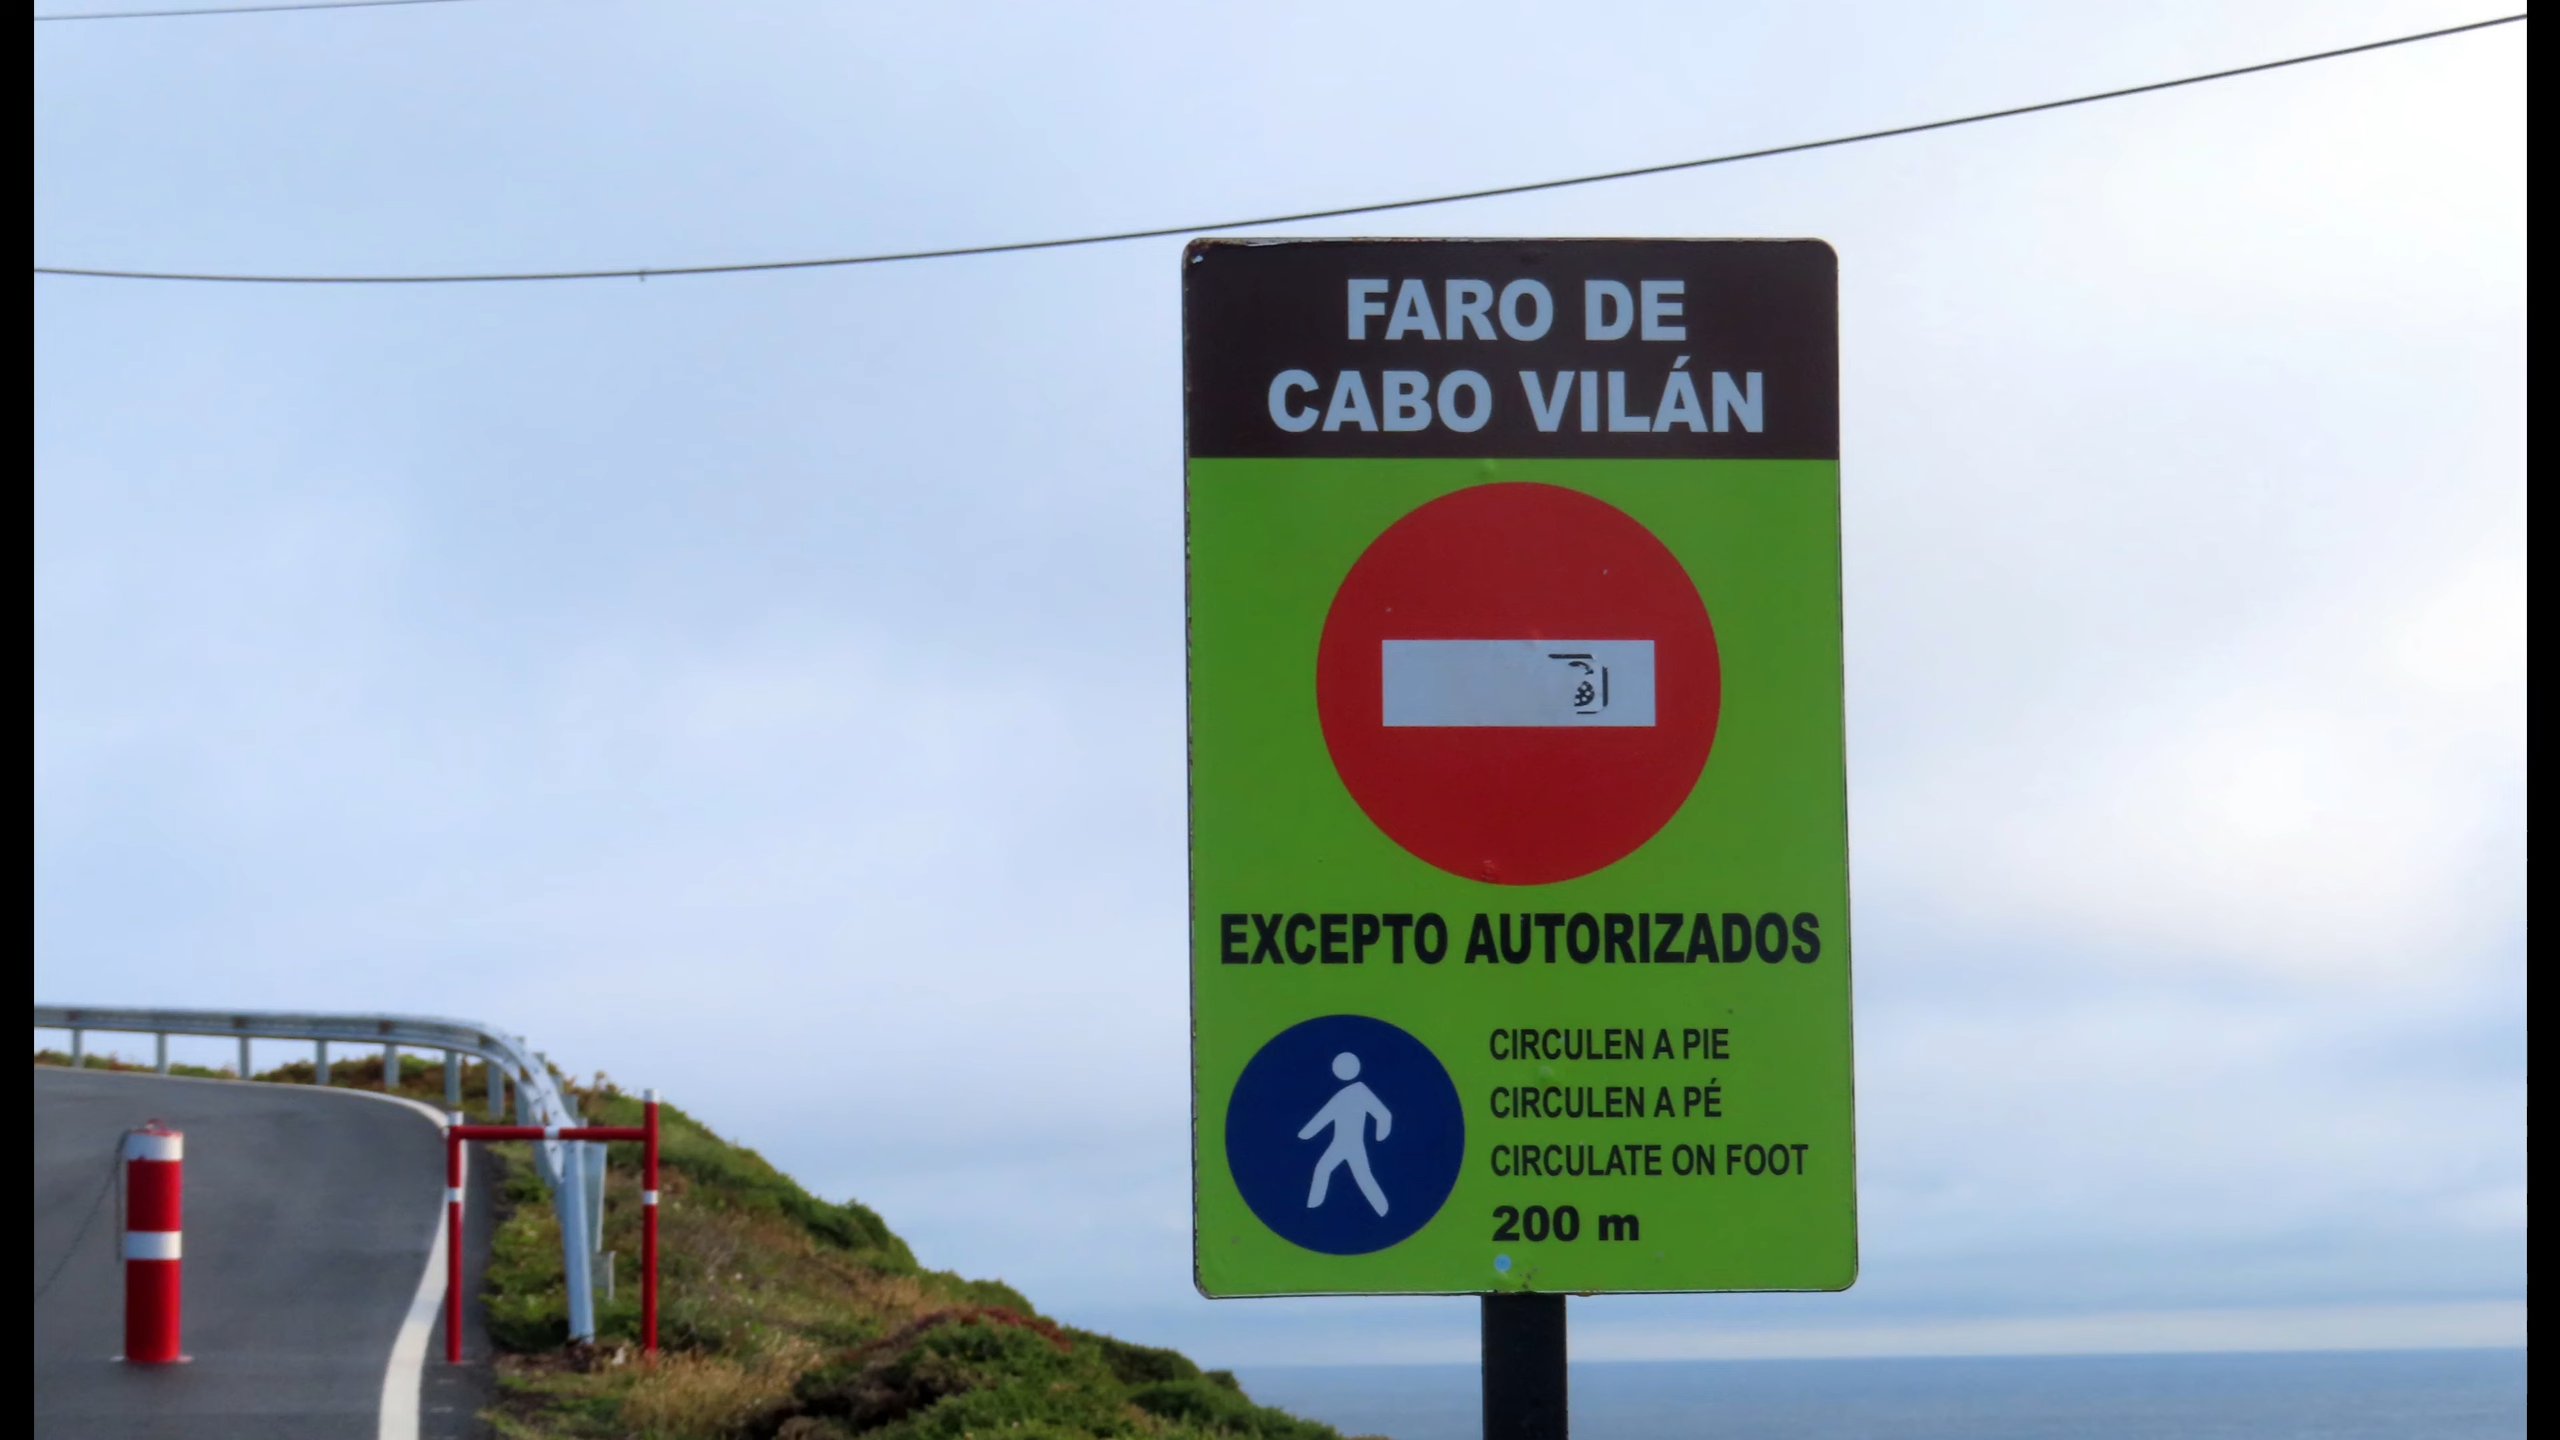 FARO DE
CABO VILÁN
EXCEPTO AUTORIZADOS
CIRCULEN A PIE
CIRCULEN A PÉ
CIRCULATE ON FOOT
200 m